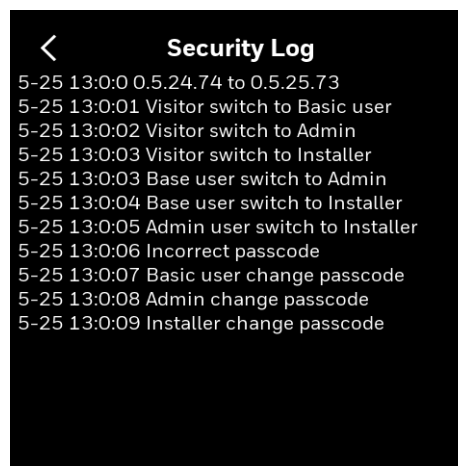 Security Log
5-25 13:0:0 0.5.24.74 to 0.5.25.73
5-25 13:0:01 Visitor switch to Basic user
5-25 13:0:02 Visitor switch to Admin
5-25 13:0:03 Visitor switch to Installer
5-25 13:0:03 Base user switch to Admin
5-25 13:0:04 Base user switch to Installer
5-25 13:0:05 Admin user switch to Installer
5-25 13:0:06 Incorrect passcode
5-25 13:0:07 Basic user change passcode
5-25 13:0:08 Admin change passcode
5-25 13:0:09 Installer change passcode